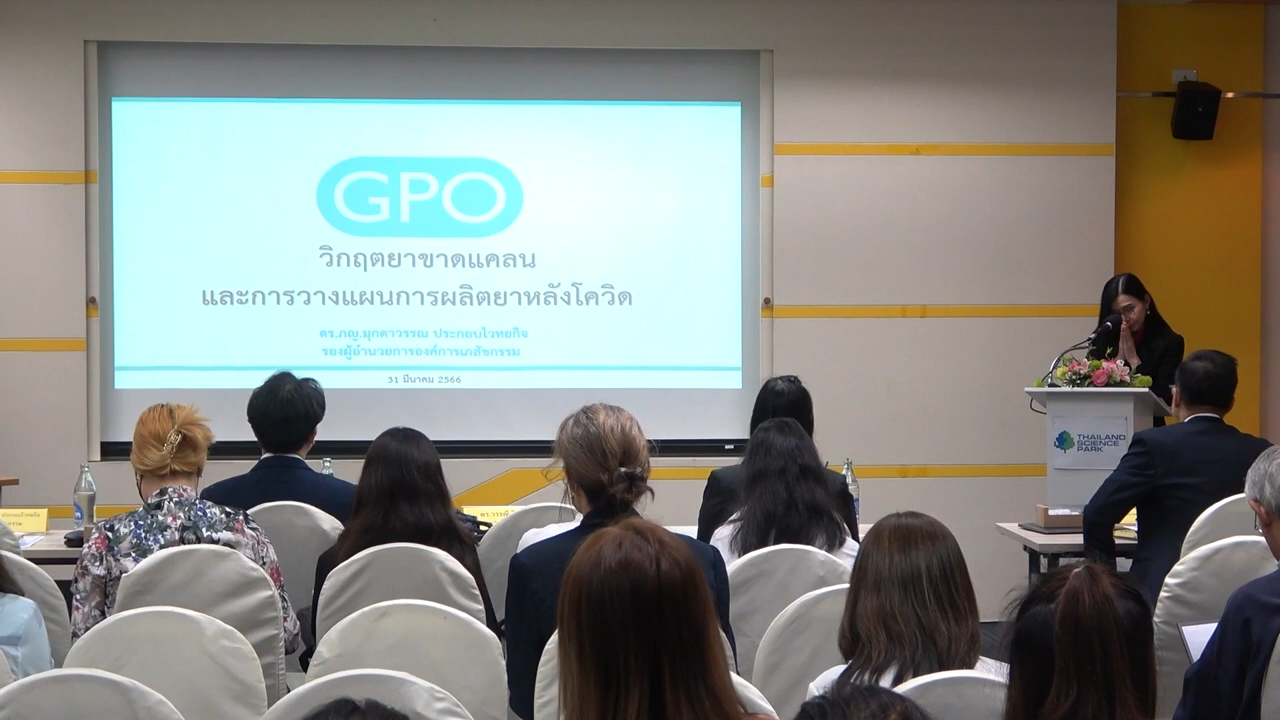 GPO
วิกฤตยาขาดแคลน
และการวางแผนการผลิตยาหลังโควิด
ดร.ภญ.มุกดาวรรณ ประกอบไวทยกิจ
รองผู้อำนวยการองค์การเภสัชกรรม
31 มีนาคม 2566
THAILAND
SCIENCE
PARK